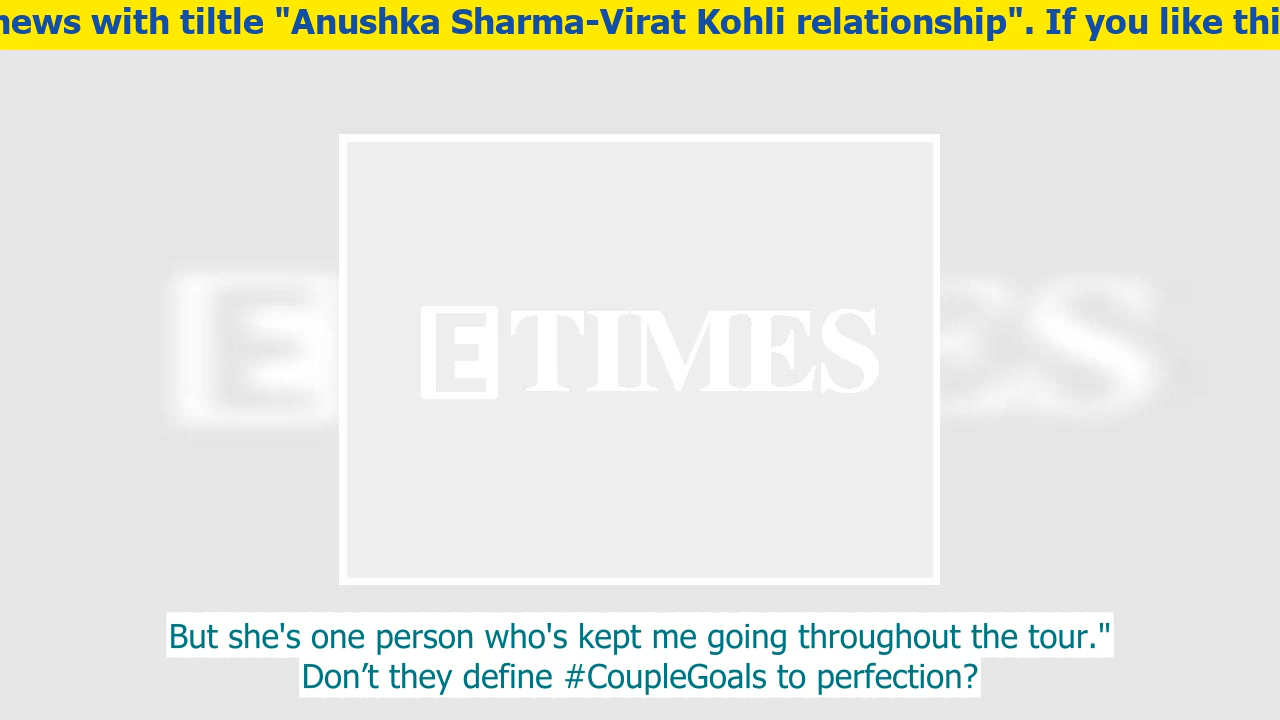 news with tiltle "Anushka Sharma-Virat Kohli relationship". If you like thi
E TIMES
But she's one person who's kept me going throughout the tour."
Don’t they define #CoupleGoals to perfection?